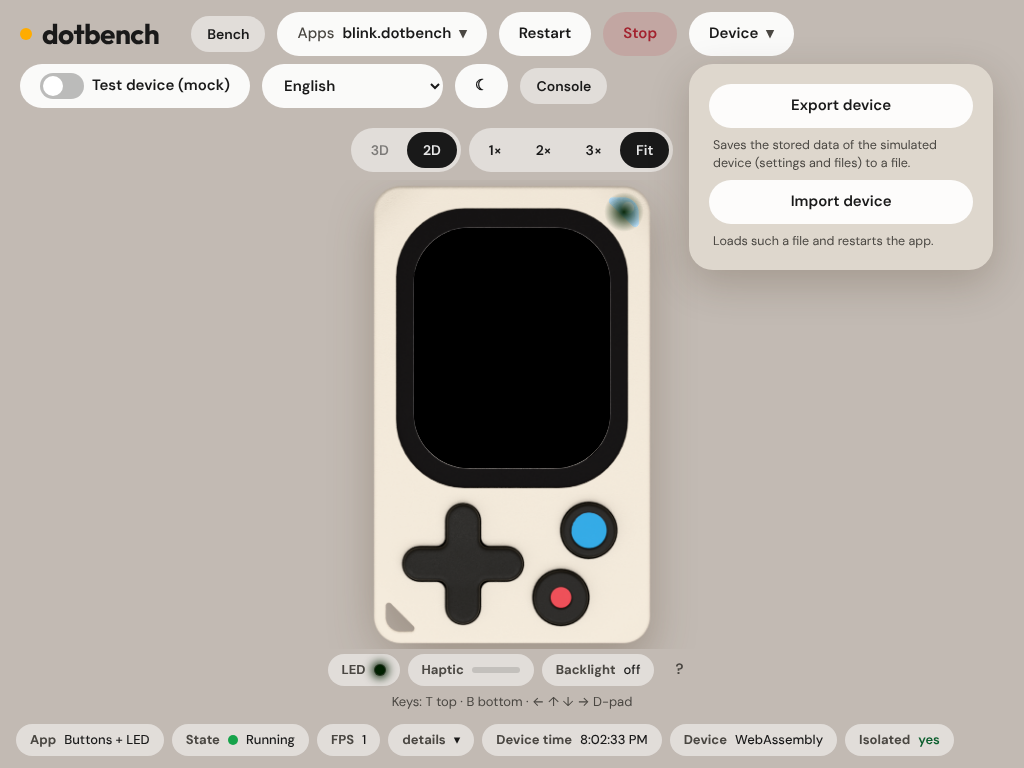 dotbench
Bench
Apps blink.dotbench ▾
Restart
Stop
Device ▾
Test device (mock)
English
Console
Export device
Saves the stored data of the simulated
device (settings and files) to a file.
Import device
Loads such a file and restarts the app.
3D 2D
1× 2× 3× Fit
LED
Haptic
Backlight off
?
Keys: T top · B bottom · ← ↑ ↓ → D-pad
App Buttons + LED
State Running
FPS 1
details ▾
Device time 8:02:33 PM
Device WebAssembly
Isolated yes